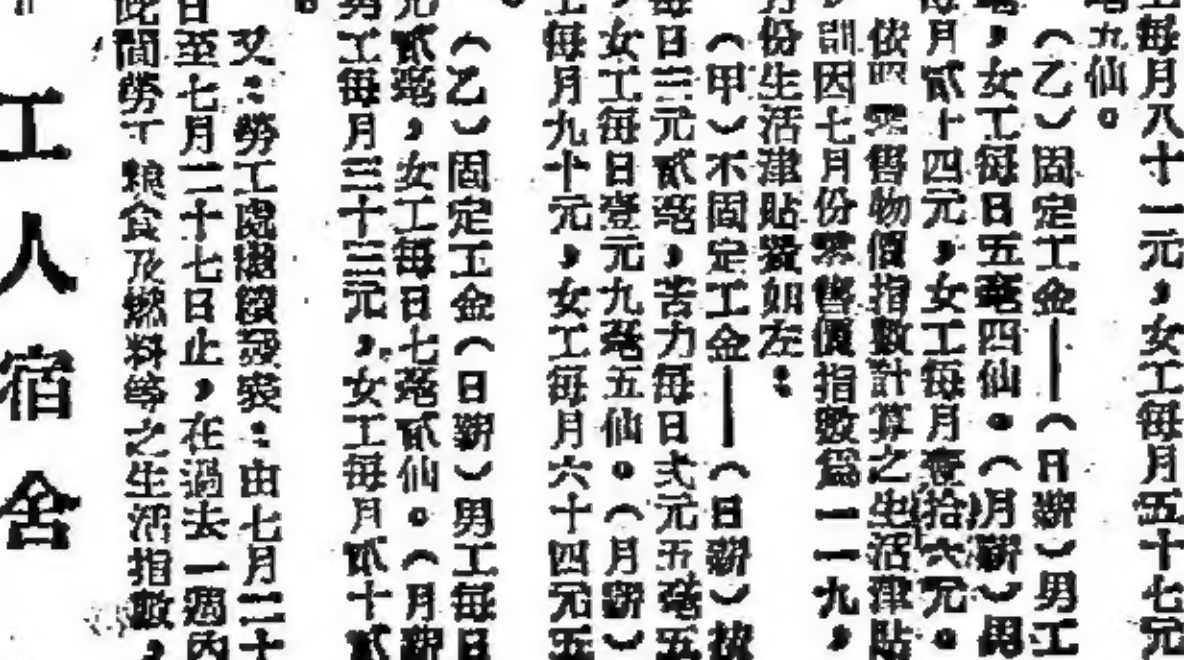 每月八十一元，女工每月五十七元
毫九仙。
（乙）固定工金——（日薪）男工
，女工每日五毫四仙。（月薪）男
每月貳十四元，女工每月壹拾六元。
依照零售物價指數計算之生活津貼
訓因七月份零售價指數爲一一九，
月份生活津貼發如左：
（甲）不固定工金——（日薪）技
每日三元貳毫，苦力每日弍元五毫五
，女工每日壹元九毫五仙。（月薪）
工每月九十元，女工每月六十四元五
（乙）固定工金（日薪）男工每日
元貳毫，女工每日七毫貳仙。（月薪
男工每月三十三元，女工每月貳十貳
又：勞工處繼續發表：由七月二十
日至七月二十七日止，在過去一週內
此間勞工粮食及燃料等之生活指數，
工人宿舍